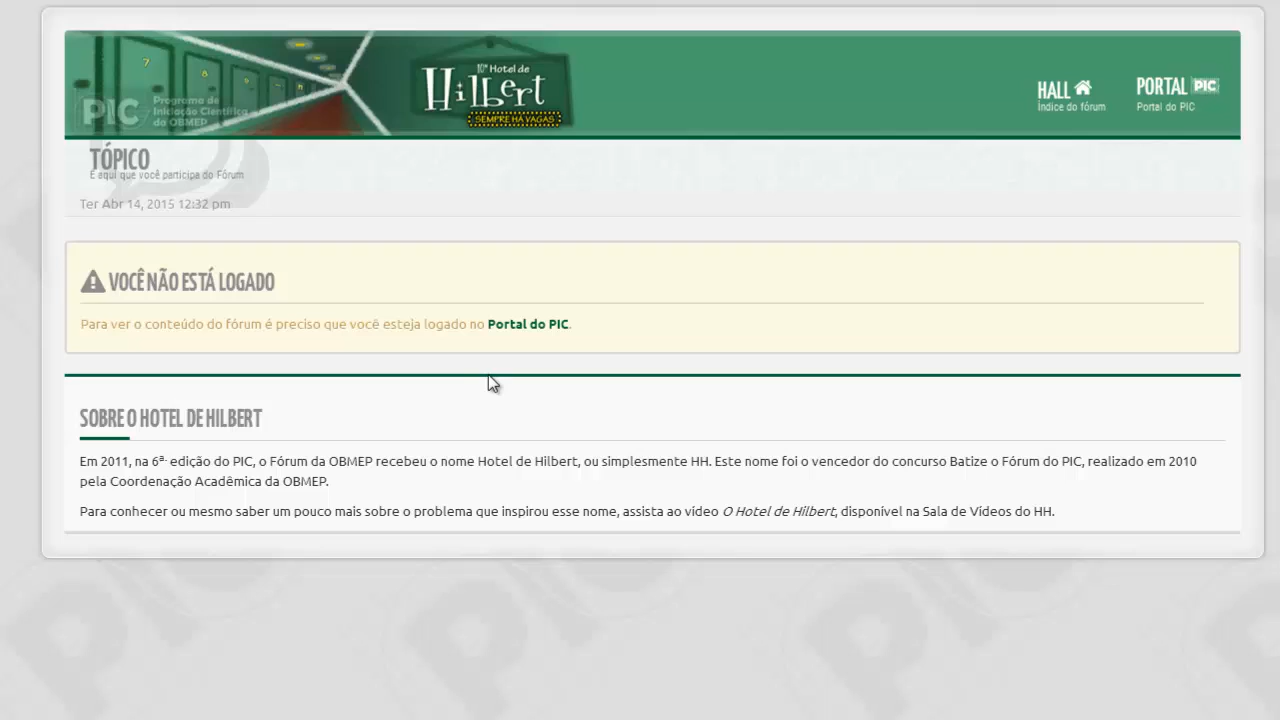 7
8
9
PIC
Programa de
Iniciação Científica
da OBMEP
10º Hotel de
Hilbert
SEMPRE HÁ VAGAS
HALL
Índice do fórum
PORTAL PIC
Portal do PIC
TÓPICO
É aqui que você participa do Fórum
Ter Abr 14, 2015 12:32 pm
VOCÊ NÃO ESTÁ LOGADO
Para ver o conteúdo do fórum é preciso que você esteja logado no Portal do PIC.
SOBRE O HOTEL DE HILBERT
Em 2011, na 6ª. edição do PIC, o Fórum da OBMEP recebeu o nome Hotel de Hilbert, ou simplesmente HH. Este nome foi o vencedor do concurso Batize o Fórum do PIC, realizado em 2010
pela Coordenação Acadêmica da OBMEP.
Para conhecer ou mesmo saber um pouco mais sobre o problema que inspirou esse nome, assista ao vídeo O Hotel de Hilbert, disponível na Sala de Vídeos do HH.